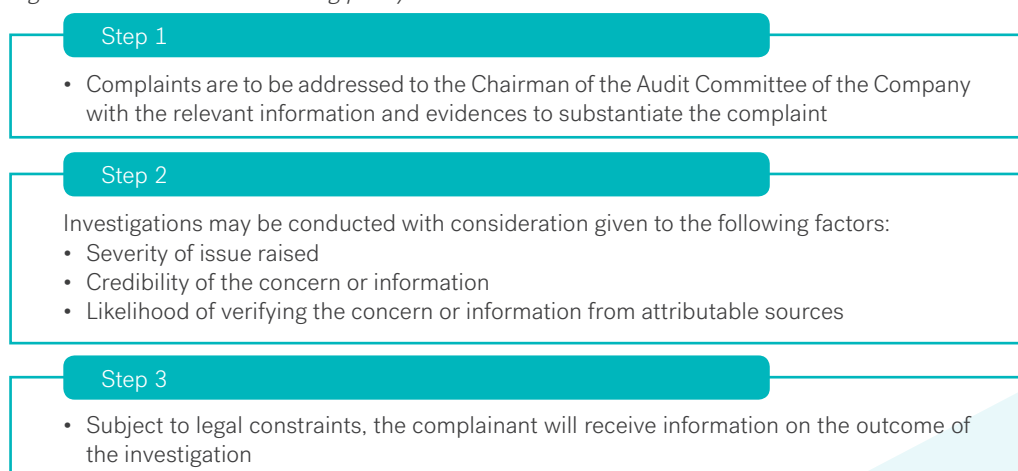 Step 1
• Complaints are to be addressed to the Chairman of the Audit Committee of the Company
with the relevant information and evidences to substantiate the complaint
Step 2
Investigations may be conducted with consideration given to the following factors:
• Severity of issue raised
• Credibility of the concern or information
• Likelihood of verifying the concern or information from attributable sources
Step 3
• Subject to legal constraints, the complainant will receive information on the outcome of
the investigation